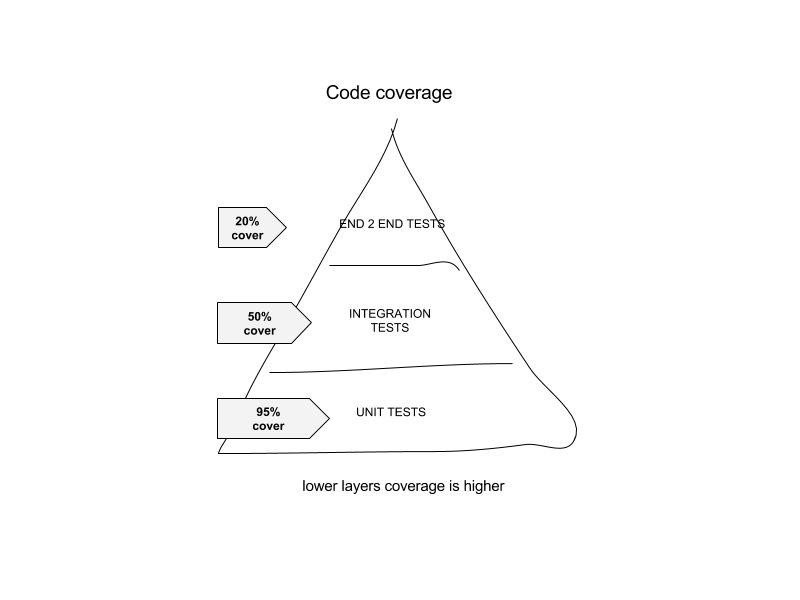 Code coverage
20%
cover
END 2 END TESTS
50%
cover
INTEGRATION
TESTS
95%
cover
UNIT TESTS
lower layers coverage is higher